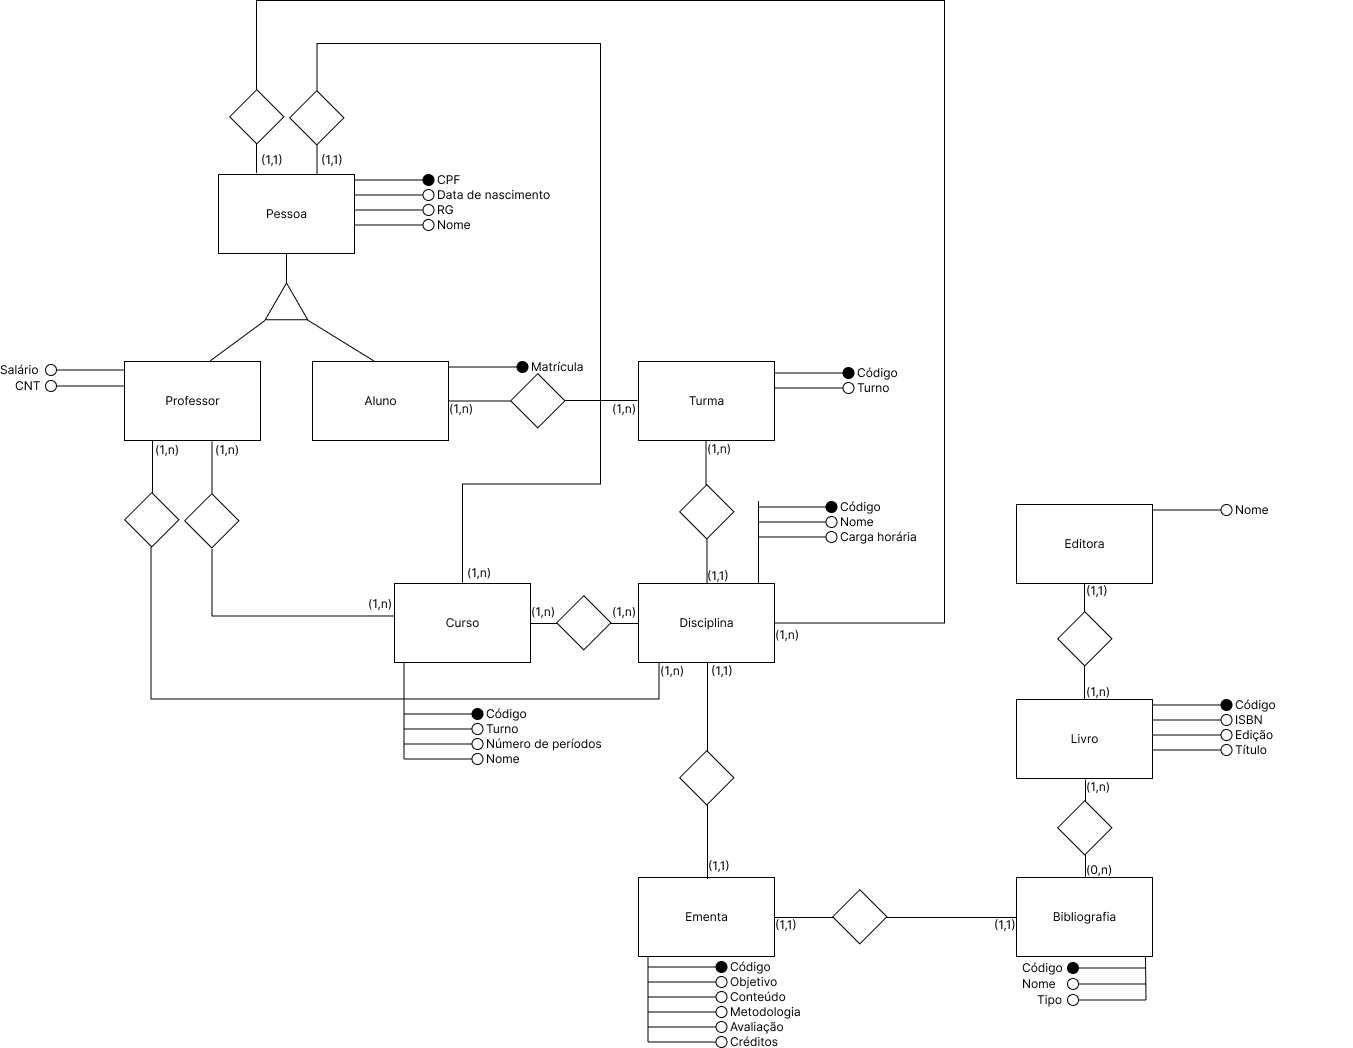 (1,1)
(1,1)
Pessoa
CPF
Data de nascimento
RG
Nome
Salário
CNT
Professor
Aluno
Matrícula
(1,n)
(1,n)
Turma
Código
Turno
(1,n)
(1,n)
(1,n)
Código
Nome
Carga horária
Editora
Nome
(1,n)
(1,1)
(1,n)
Curso
(1,n)
(1,n)
Disciplina
(1,n)
(1,1)
(1,n)
(1,1)
(1,n)
Código
Turno
Número de períodos
Nome
Livro
Código
ISBN
Edição
Título
(1,n)
(1,1)
(0,n)
Ementa
(1,1)
(1,1)
Bibliografia
Código
Objetivo
Conteúdo
Metodologia
Avaliação
Créditos
Código
Nome
Tipo